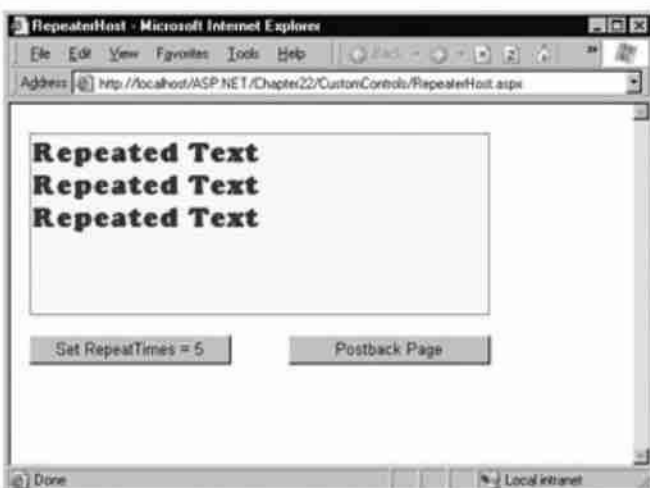 RepeaterHost - Microsoft Internet Explorer
File Edit View Favorites Tools Help Back
Address http://localhost/ASP.NET/Chapter22/CustomControls/RepeaterHost.aspx
Repeated Text
Repeated Text
Repeated Text
Set RepeatTimes = 5 Postback Page
Done Local intranet